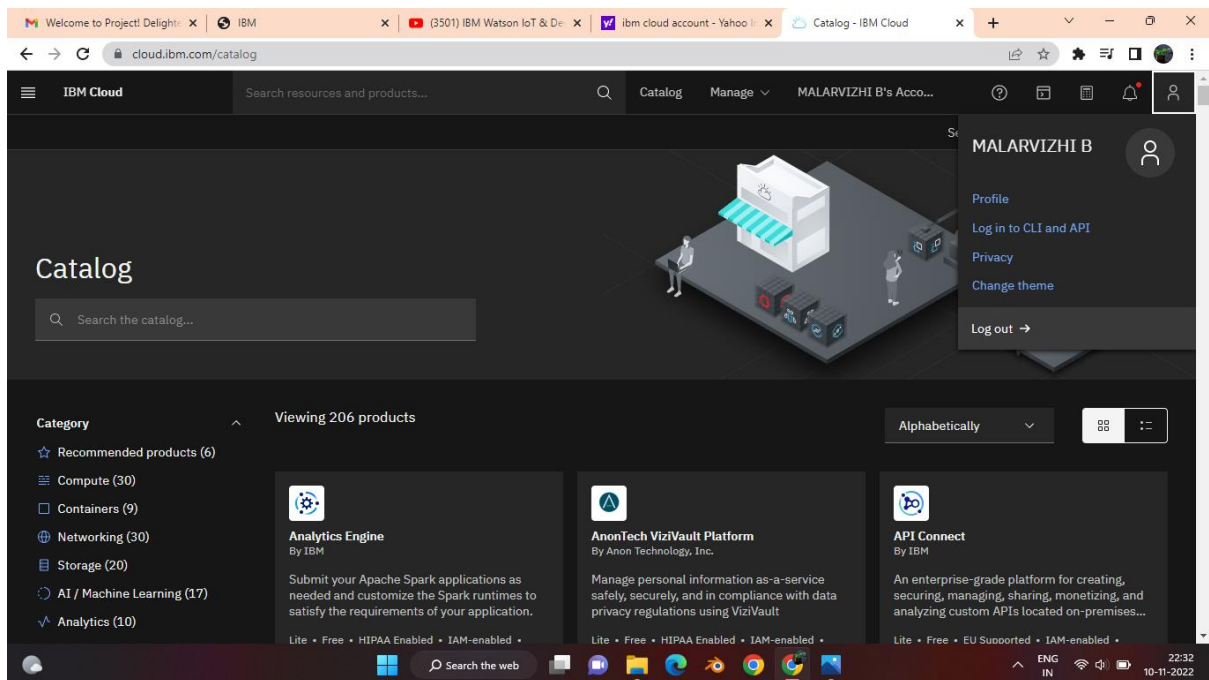 Welcome to Project! Delighte
IBM
(3501) IBM Watson IoT & De
ibm cloud account - Yahoo I
Catalog - IBM Cloud
cloud.ibm.com/catalog
IBM Cloud
Search resources and products...
Catalog
Manage
MALARVIZHI B's Acco...
Se
MALARVIZHI B
Profile
Log in to CLI and API
Privacy
Change theme
Log out →
Catalog
Search the catalog...
Category
Viewing 206 products
Alphabetically
Recommended products (6)
Compute (30)
Containers (9)
Networking (30)
Storage (20)
AI / Machine Learning (17)
Analytics (10)
Analytics Engine
By IBM
Submit your Apache Spark applications as
needed and customize the Spark runtimes to
satisfy the requirements of your application.
Lite • Free • HIPAA Enabled • IAM-enabled •
AnonTech ViziVault Platform
By Anon Technology, Inc.
Manage personal information as-a-service
safely, securely, and in compliance with data
privacy regulations using ViziVault
Lite • Free • HIPAA Enabled • IAM-enabled •
API Connect
By IBM
An enterprise-grade platform for creating,
securing, managing, sharing, monetizing, and
analyzing custom APIs located on-premises...
Lite • Free • EU Supported • IAM-enabled •
Search the web
ENG
IN
22:32
10-11-2022